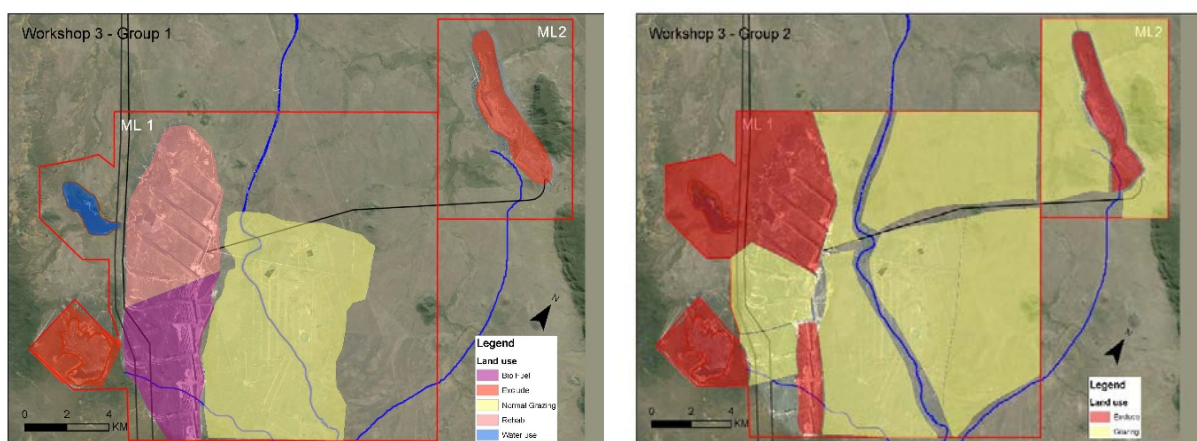 Workshop 3 - Group 1
ML2
ML 1
N
Legend
Land use
Bio Fuel
Exclude
Normal Grazing
Rehab
Water use
0 2 4
KM
Workshop 3 - Group 2
ML2
ML 1
N
Legend
Land use
Exclude
Grazing
0 2 4
KM